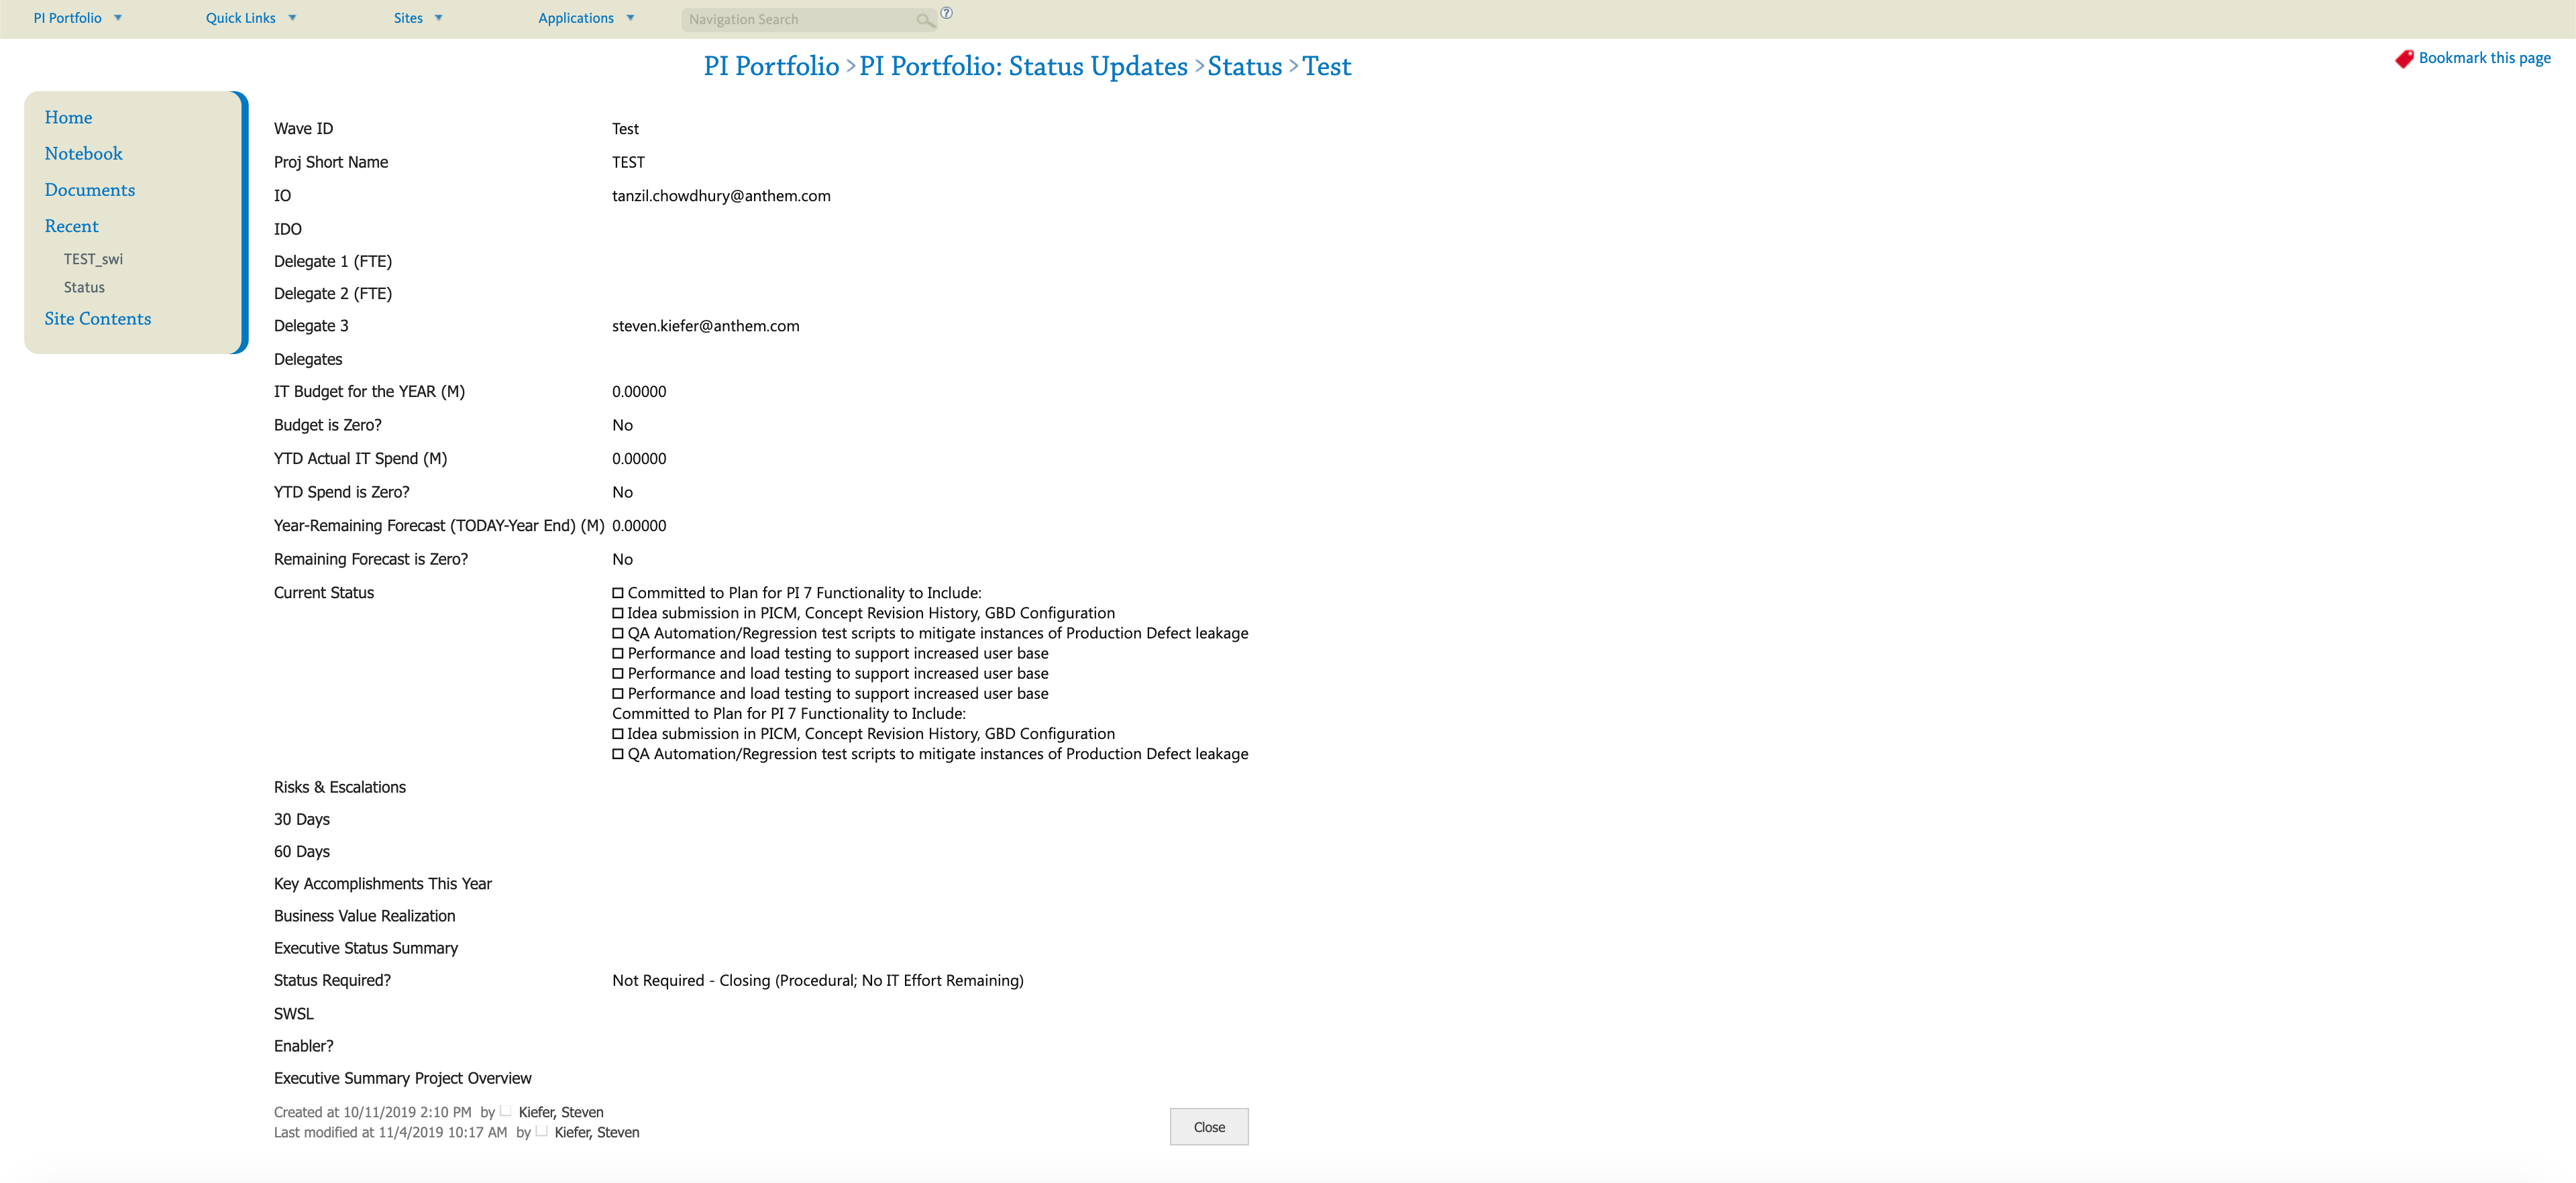 PI Portfolio Quick Links Sites Applications Navigation Search ?
PI Portfolio > PI Portfolio: Status Updates > Status > Test
Bookmark this page
Home
Notebook
Documents
Recent
TEST_swi
Status
Site Contents
Wave ID Test
Proj Short Name TEST
IO tanzil.chowdhury@anthem.com
IDO
Delegate 1 (FTE)
Delegate 2 (FTE)
Delegate 3 steven.kiefer@anthem.com
Delegates
IT Budget for the YEAR (M) 0.00000
Budget is Zero? No
YTD Actual IT Spend (M) 0.00000
YTD Spend is Zero? No
Year-Remaining Forecast (TODAY-Year End) (M) 0.00000
Remaining Forecast is Zero? No
Current Status ☐ Committed to Plan for PI 7 Functionality to Include:
☐ Idea submission in PICM, Concept Revision History, GBD Configuration
☐ QA Automation/Regression test scripts to mitigate instances of Production Defect leakage
☐ Performance and load testing to support increased user base
☐ Performance and load testing to support increased user base
☐ Performance and load testing to support increased user base
Committed to Plan for PI 7 Functionality to Include:
☐ Idea submission in PICM, Concept Revision History, GBD Configuration
☐ QA Automation/Regression test scripts to mitigate instances of Production Defect leakage
Risks & Escalations
30 Days
60 Days
Key Accomplishments This Year
Business Value Realization
Executive Status Summary
Status Required? Not Required - Closing (Procedural; No IT Effort Remaining)
SWSL
Enabler?
Executive Summary Project Overview
Created at 10/11/2019 2:10 PM by Kiefer, Steven
Last modified at 11/4/2019 10:17 AM by Kiefer, Steven
Close